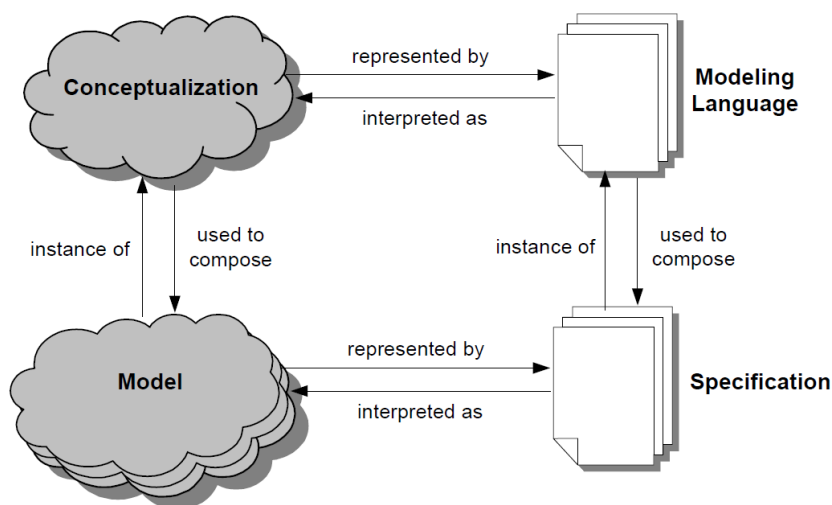 represented by
Conceptualization
Modeling
Language
interpreted as
instance of
used to
compose
instance of
used to
compose
represented by
Model
Specification
interpreted as